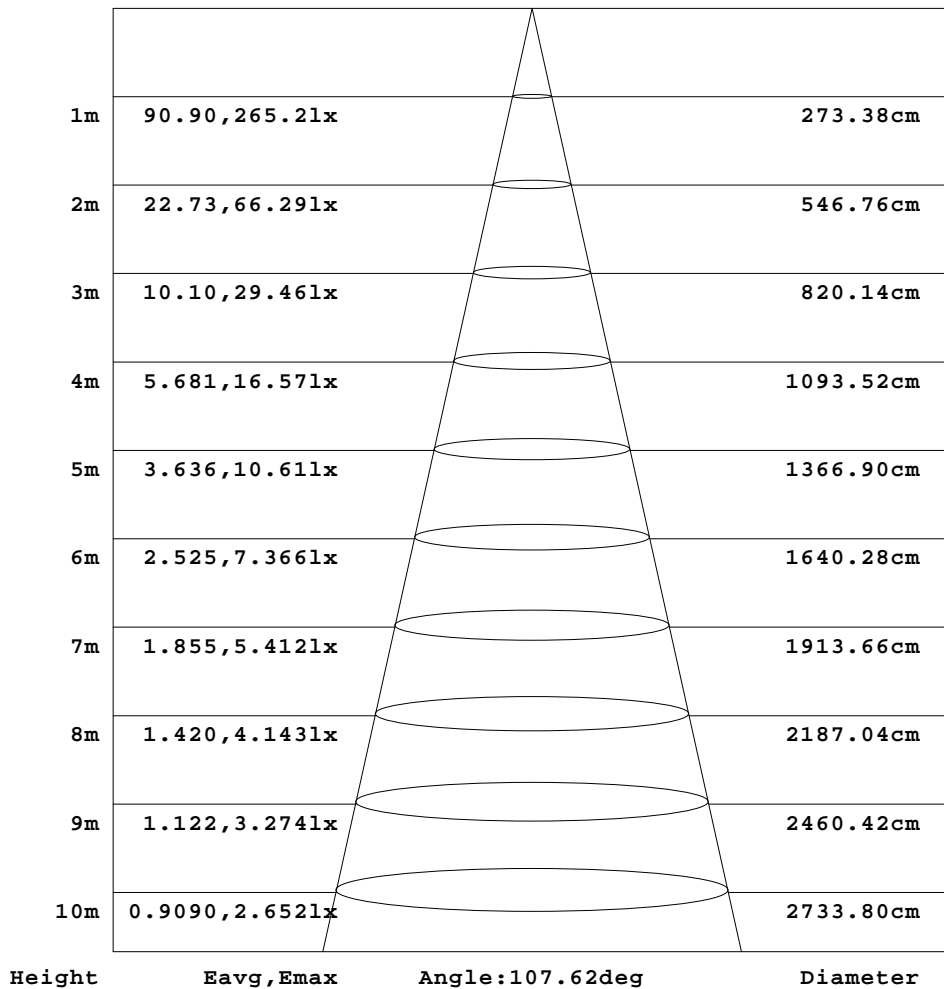 1m 90.90,265.2lx 273.38cm
2m 22.73,66.29lx 546.76cm
3m 10.10,29.46lx 820.14cm
4m 5.681,16.57lx 1093.52cm
5m 3.636,10.61lx 1366.90cm
6m 2.525,7.366lx 1640.28cm
7m 1.855,5.412lx 1913.66cm
8m 1.420,4.143lx 2187.04cm
9m 1.122,3.274lx 2460.42cm
10m 0.9090,2.652lx 2733.80cm
Height Eavg,Emax Angle:107.62deg Diameter